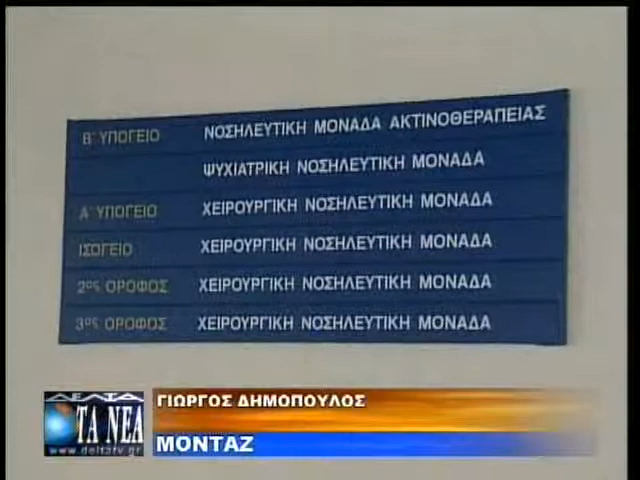 Β΄ ΥΠΟΓΕΙΟ ΝΟΣΗΛΕΥΤΙΚΗ ΜΟΝΑΔΑ ΑΚΤΙΝΟΘΕΡΑΠΕΙΑΣ
ΨΥΧΙΑΤΡΙΚΗ ΝΟΣΗΛΕΥΤΙΚΗ ΜΟΝΑΔΑ
Α΄ ΥΠΟΓΕΙΟ ΧΕΙΡΟΥΡΓΙΚΗ ΝΟΣΗΛΕΥΤΙΚΗ ΜΟΝΑΔΑ
ΙΣΟΓΕΙΟ ΧΕΙΡΟΥΡΓΙΚΗ ΝΟΣΗΛΕΥΤΙΚΗ ΜΟΝΑΔΑ
2ος ΟΡΟΦΟΣ ΧΕΙΡΟΥΡΓΙΚΗ ΝΟΣΗΛΕΥΤΙΚΗ ΜΟΝΑΔΑ
3ος ΟΡΟΦΟΣ ΧΕΙΡΟΥΡΓΙΚΗ ΝΟΣΗΛΕΥΤΙΚΗ ΜΟΝΑΔΑ
ΔΕΛΤΑ
ΤΑ ΝΕΑ
www.deltatv.gr
ΓΙΩΡΓΟΣ ΔΗΜΟΠΟΥΛΟΣ
ΜΟΝΤΑΖ